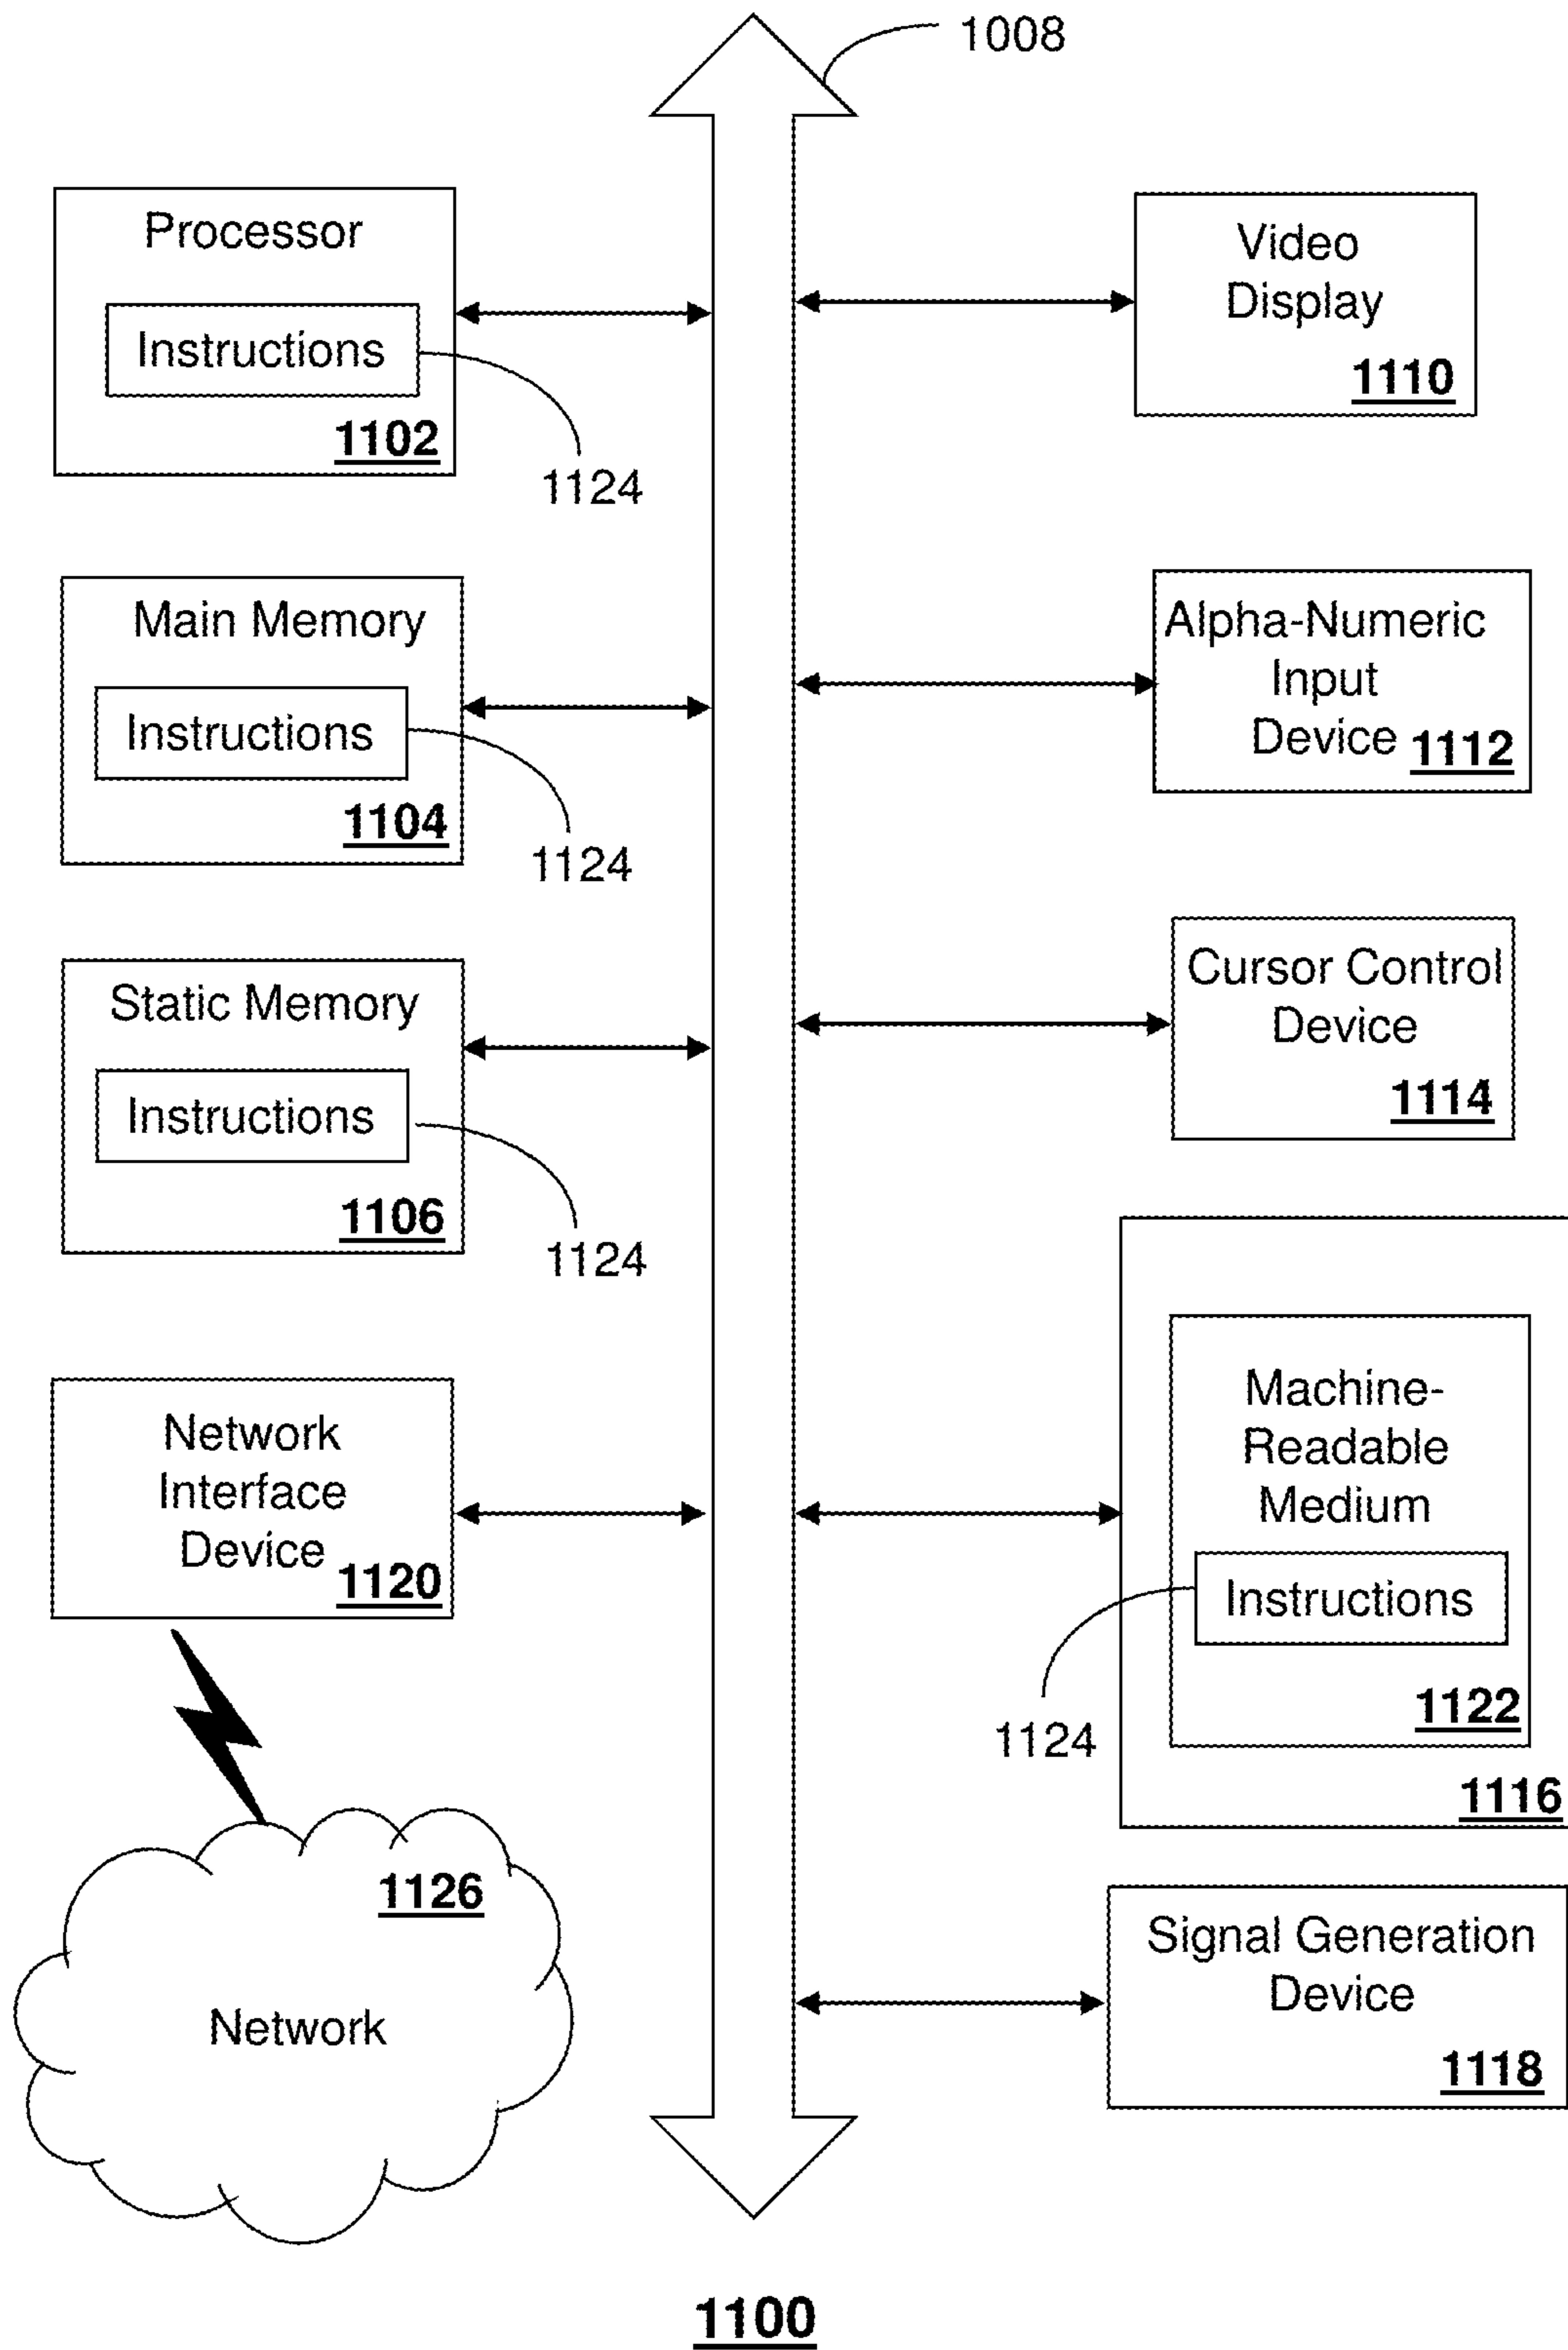 1008
Processor
Instructions
1102
1124
Main Memory
Instructions
1104
1124
Static Memory
Instructions
1106
1124
Network
Interface
Device
1120
1126
Network
Video
Display
1110
Alpha-Numeric
Input
Device 1112
Cursor Control
Device
1114
Machine-
Readable
Medium
Instructions
1122
1124
1116
Signal Generation
Device
1118
1100